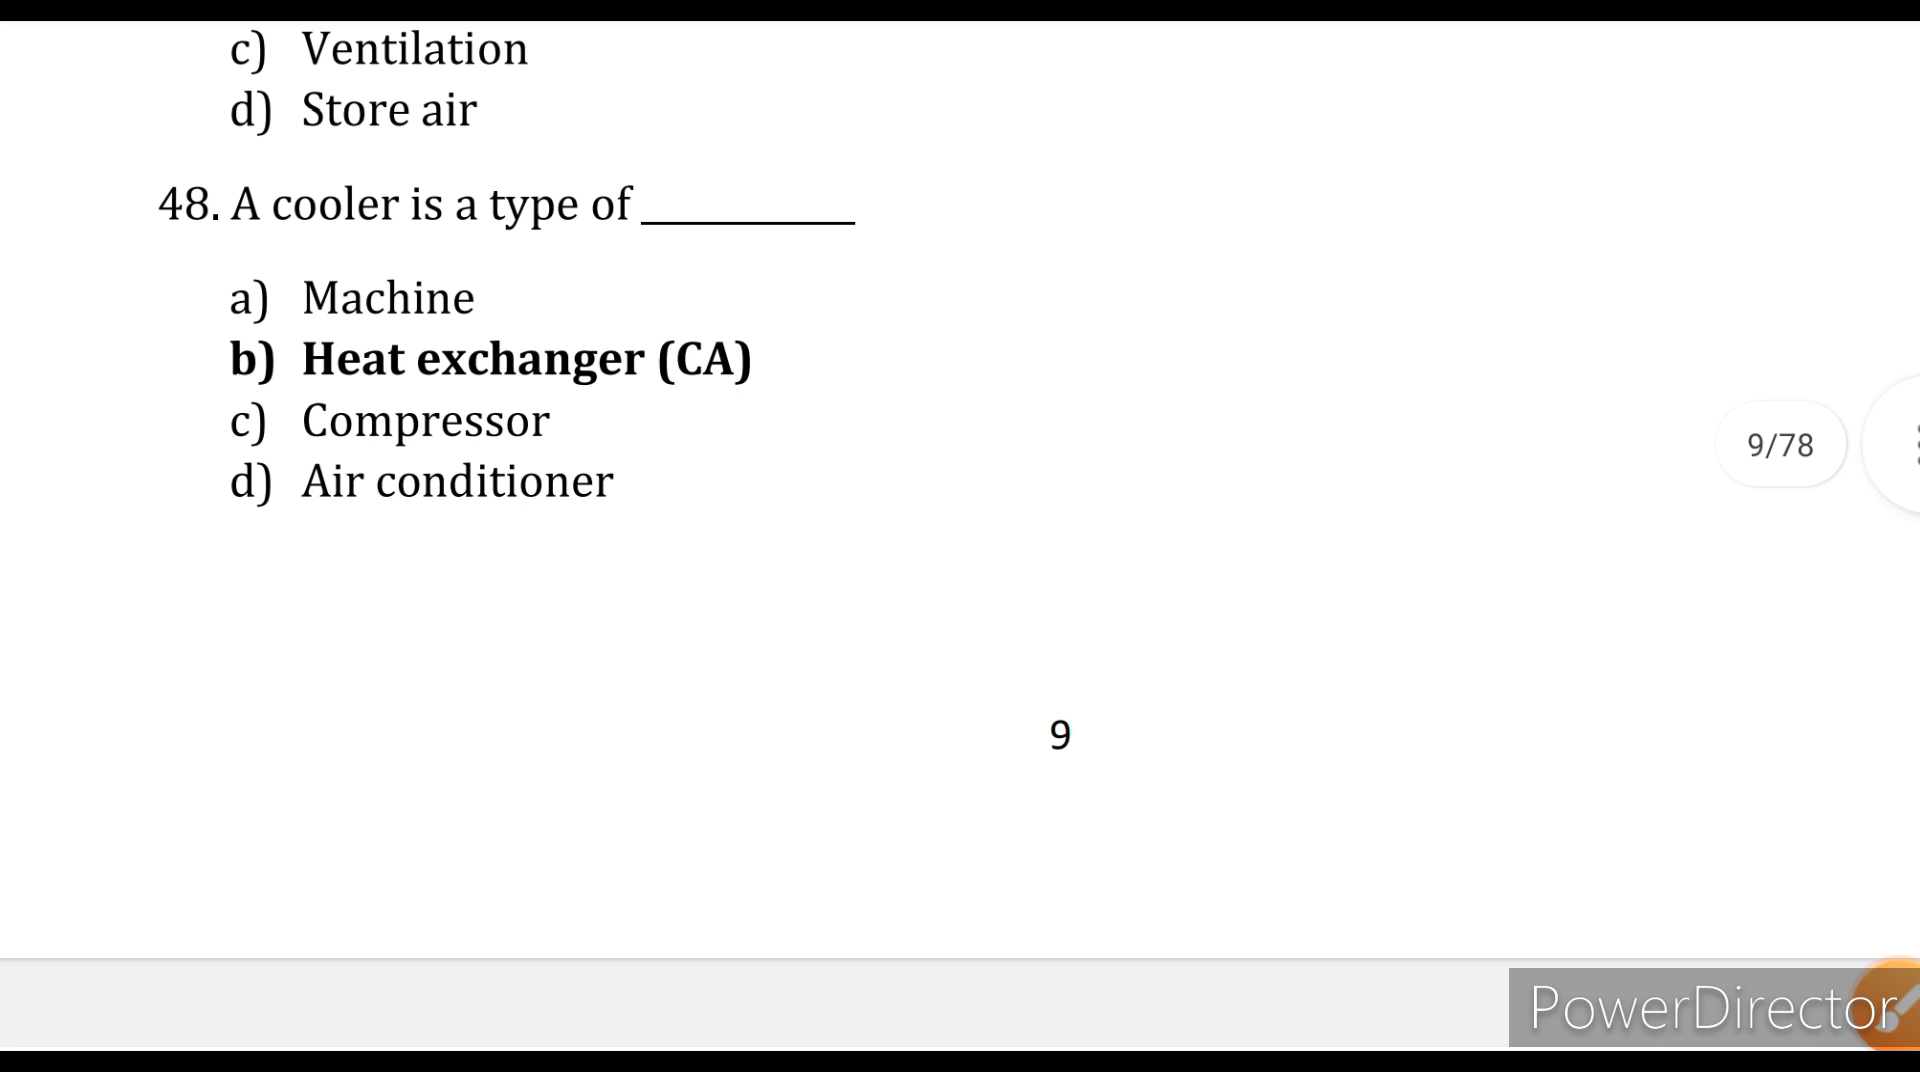 c) Ventilation
d) Store air
48. A cooler is a type of __________
a) Machine
b) Heat exchanger (CA)
c) Compressor
d) Air conditioner
9/78
9
PowerDirector